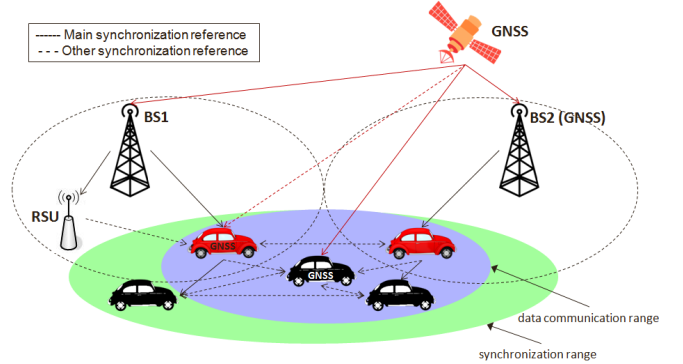 ------ Main synchronization reference
- - - Other synchronization reference
GNSS
BS1
BS2 (GNSS)
RSU
GNSS
GNSS
data communication range
synchronization range